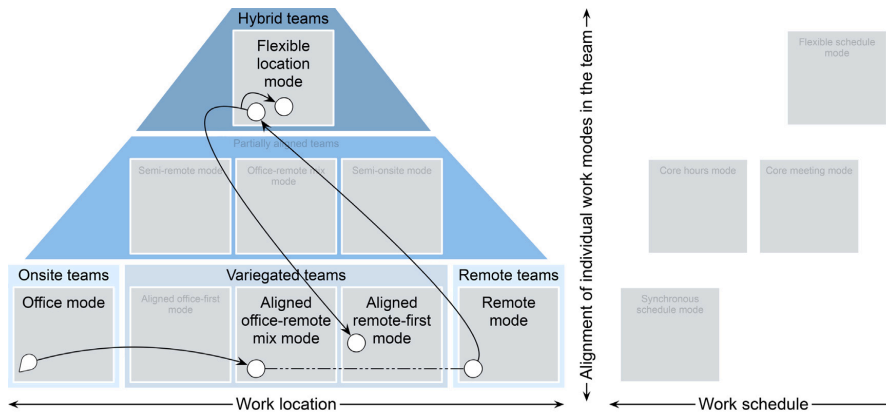 Hybrid teams
Flexible
location
mode
Partially aligned teams
Semi-remote mode
Office-remote mix
mode
Semi-onsite mode
Onsite teams
Variegated teams
Remote teams
Office mode
Aligned office-first
mode
Aligned
office-remote
mix mode
Aligned
remote-first
mode
Remote
mode
Work location
Alignment of individual work modes in the team
Flexible schedule
mode
Core hours mode
Core meeting mode
Synchronous
schedule mode
Work schedule